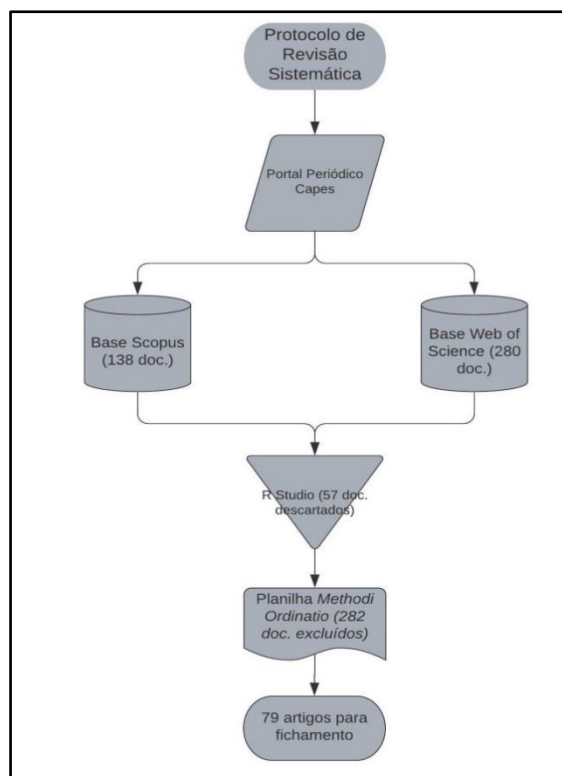 Protocolo de
Revisão
Sistemática
Portal Periódico
Capes
Base Scopus
(138 doc.)
Base Web of
Science (280
doc.)
R Studio (57 doc.
descartados)
Planilha Methodi
Ordinatio (282
doc. excluídos)
79 artigos para
fichamento